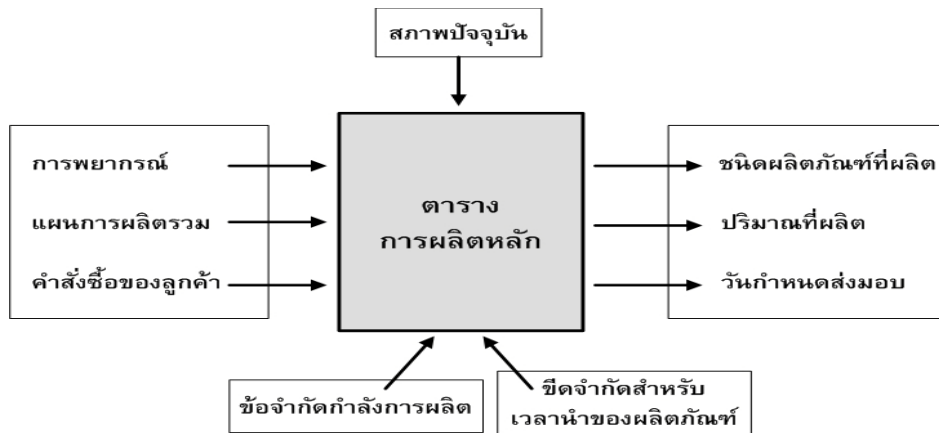 สภาพปัจจุบัน
การพยากรณ์
แผนการผลิตรวม
คำสั่งซื้อของลูกค้า
ตาราง
การผลิตหลัก
ชนิดผลิตภัณฑ์ที่ผลิต
ปริมาณที่ผลิต
วันกำหนดส่งมอบ
ข้อจำกัดกำลังการผลิต
ขีดจำกัดสำหรับ
เวลานำของผลิตภัณฑ์